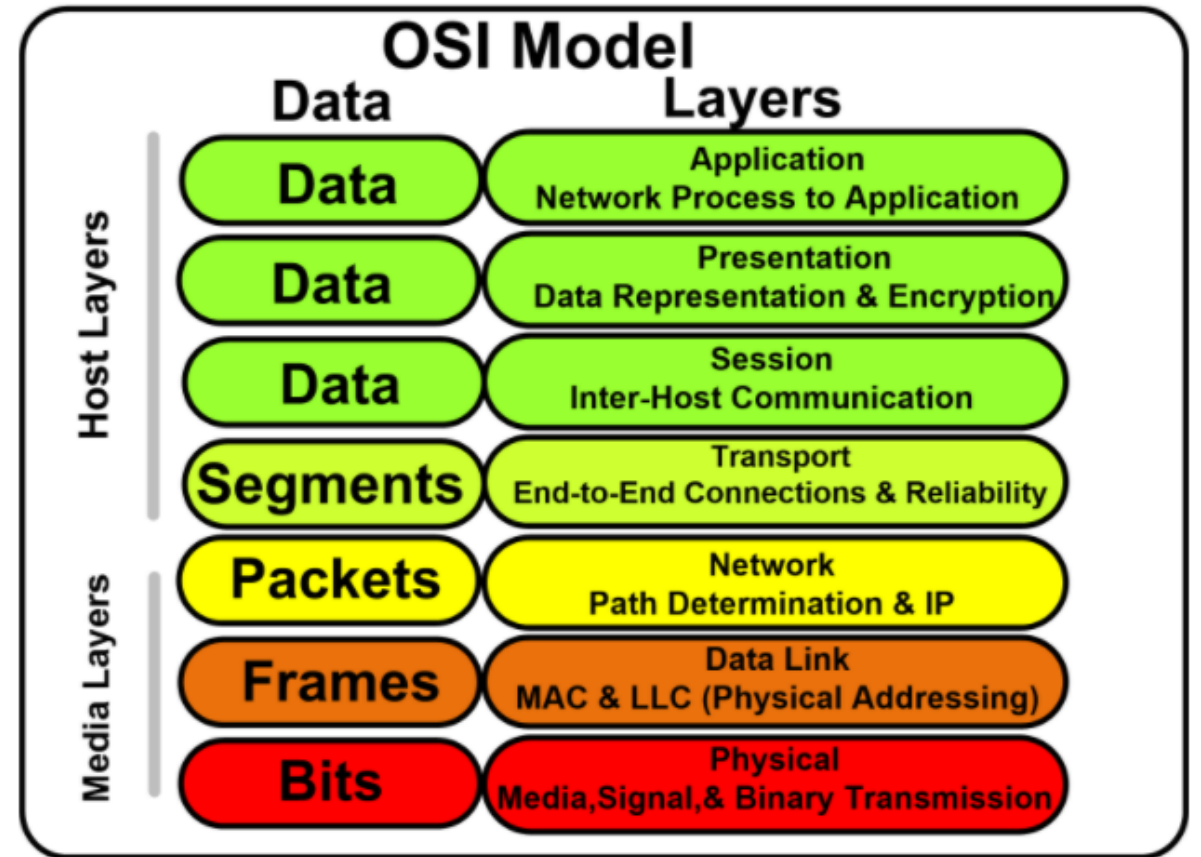 OSI Model
Data
Layers
Host Layers
Data
Application
Network Process to Application
Data
Presentation
Data Representation & Encryption
Data
Session
Inter-Host Communication
Segments
Transport
End-to-End Connections & Reliability
Media Layers
Packets
Network
Path Determination & IP
Frames
Data Link
MAC & LLC (Physical Addressing)
Bits
Physical
Media,Signal,& Binary Transmission